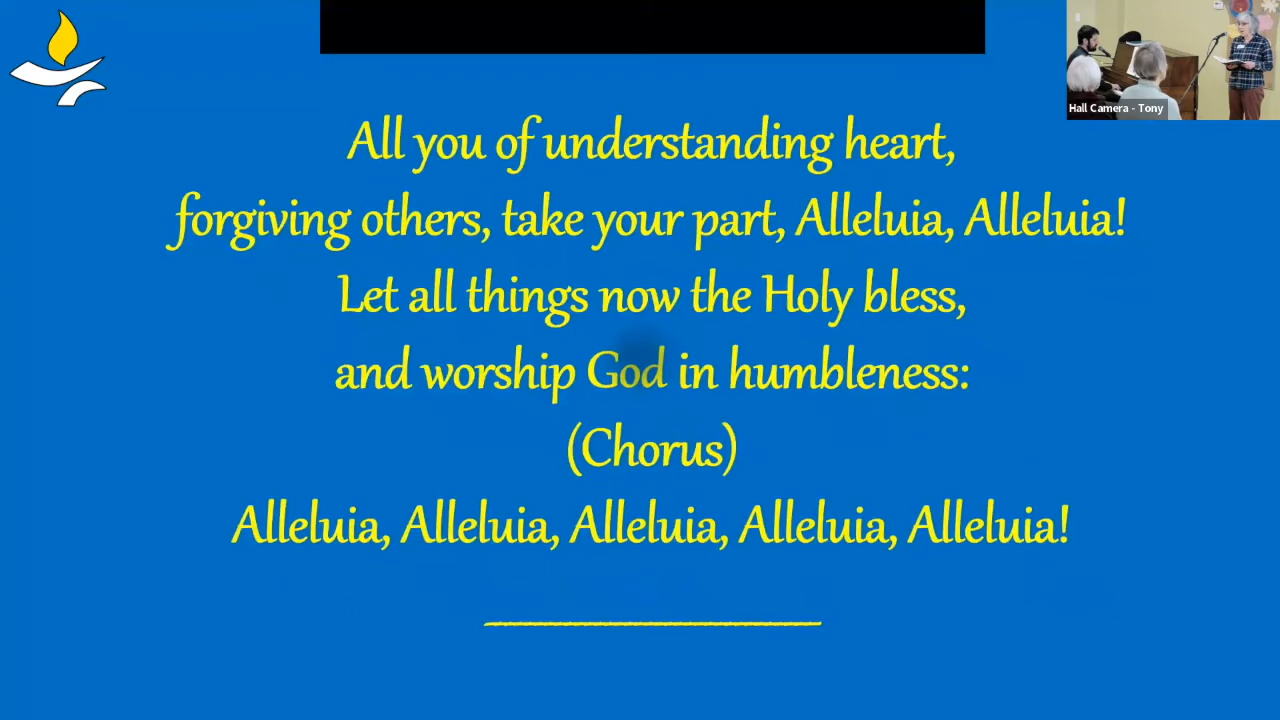 All you of understanding heart,
forgiving others, take your part, Alleluia, Alleluia!
Let all things now the Holy bless,
and worship God in humbleness:
(Chorus)
Alleluia, Alleluia, Alleluia, Alleluia, Alleluia!
Hall Camera - Tony